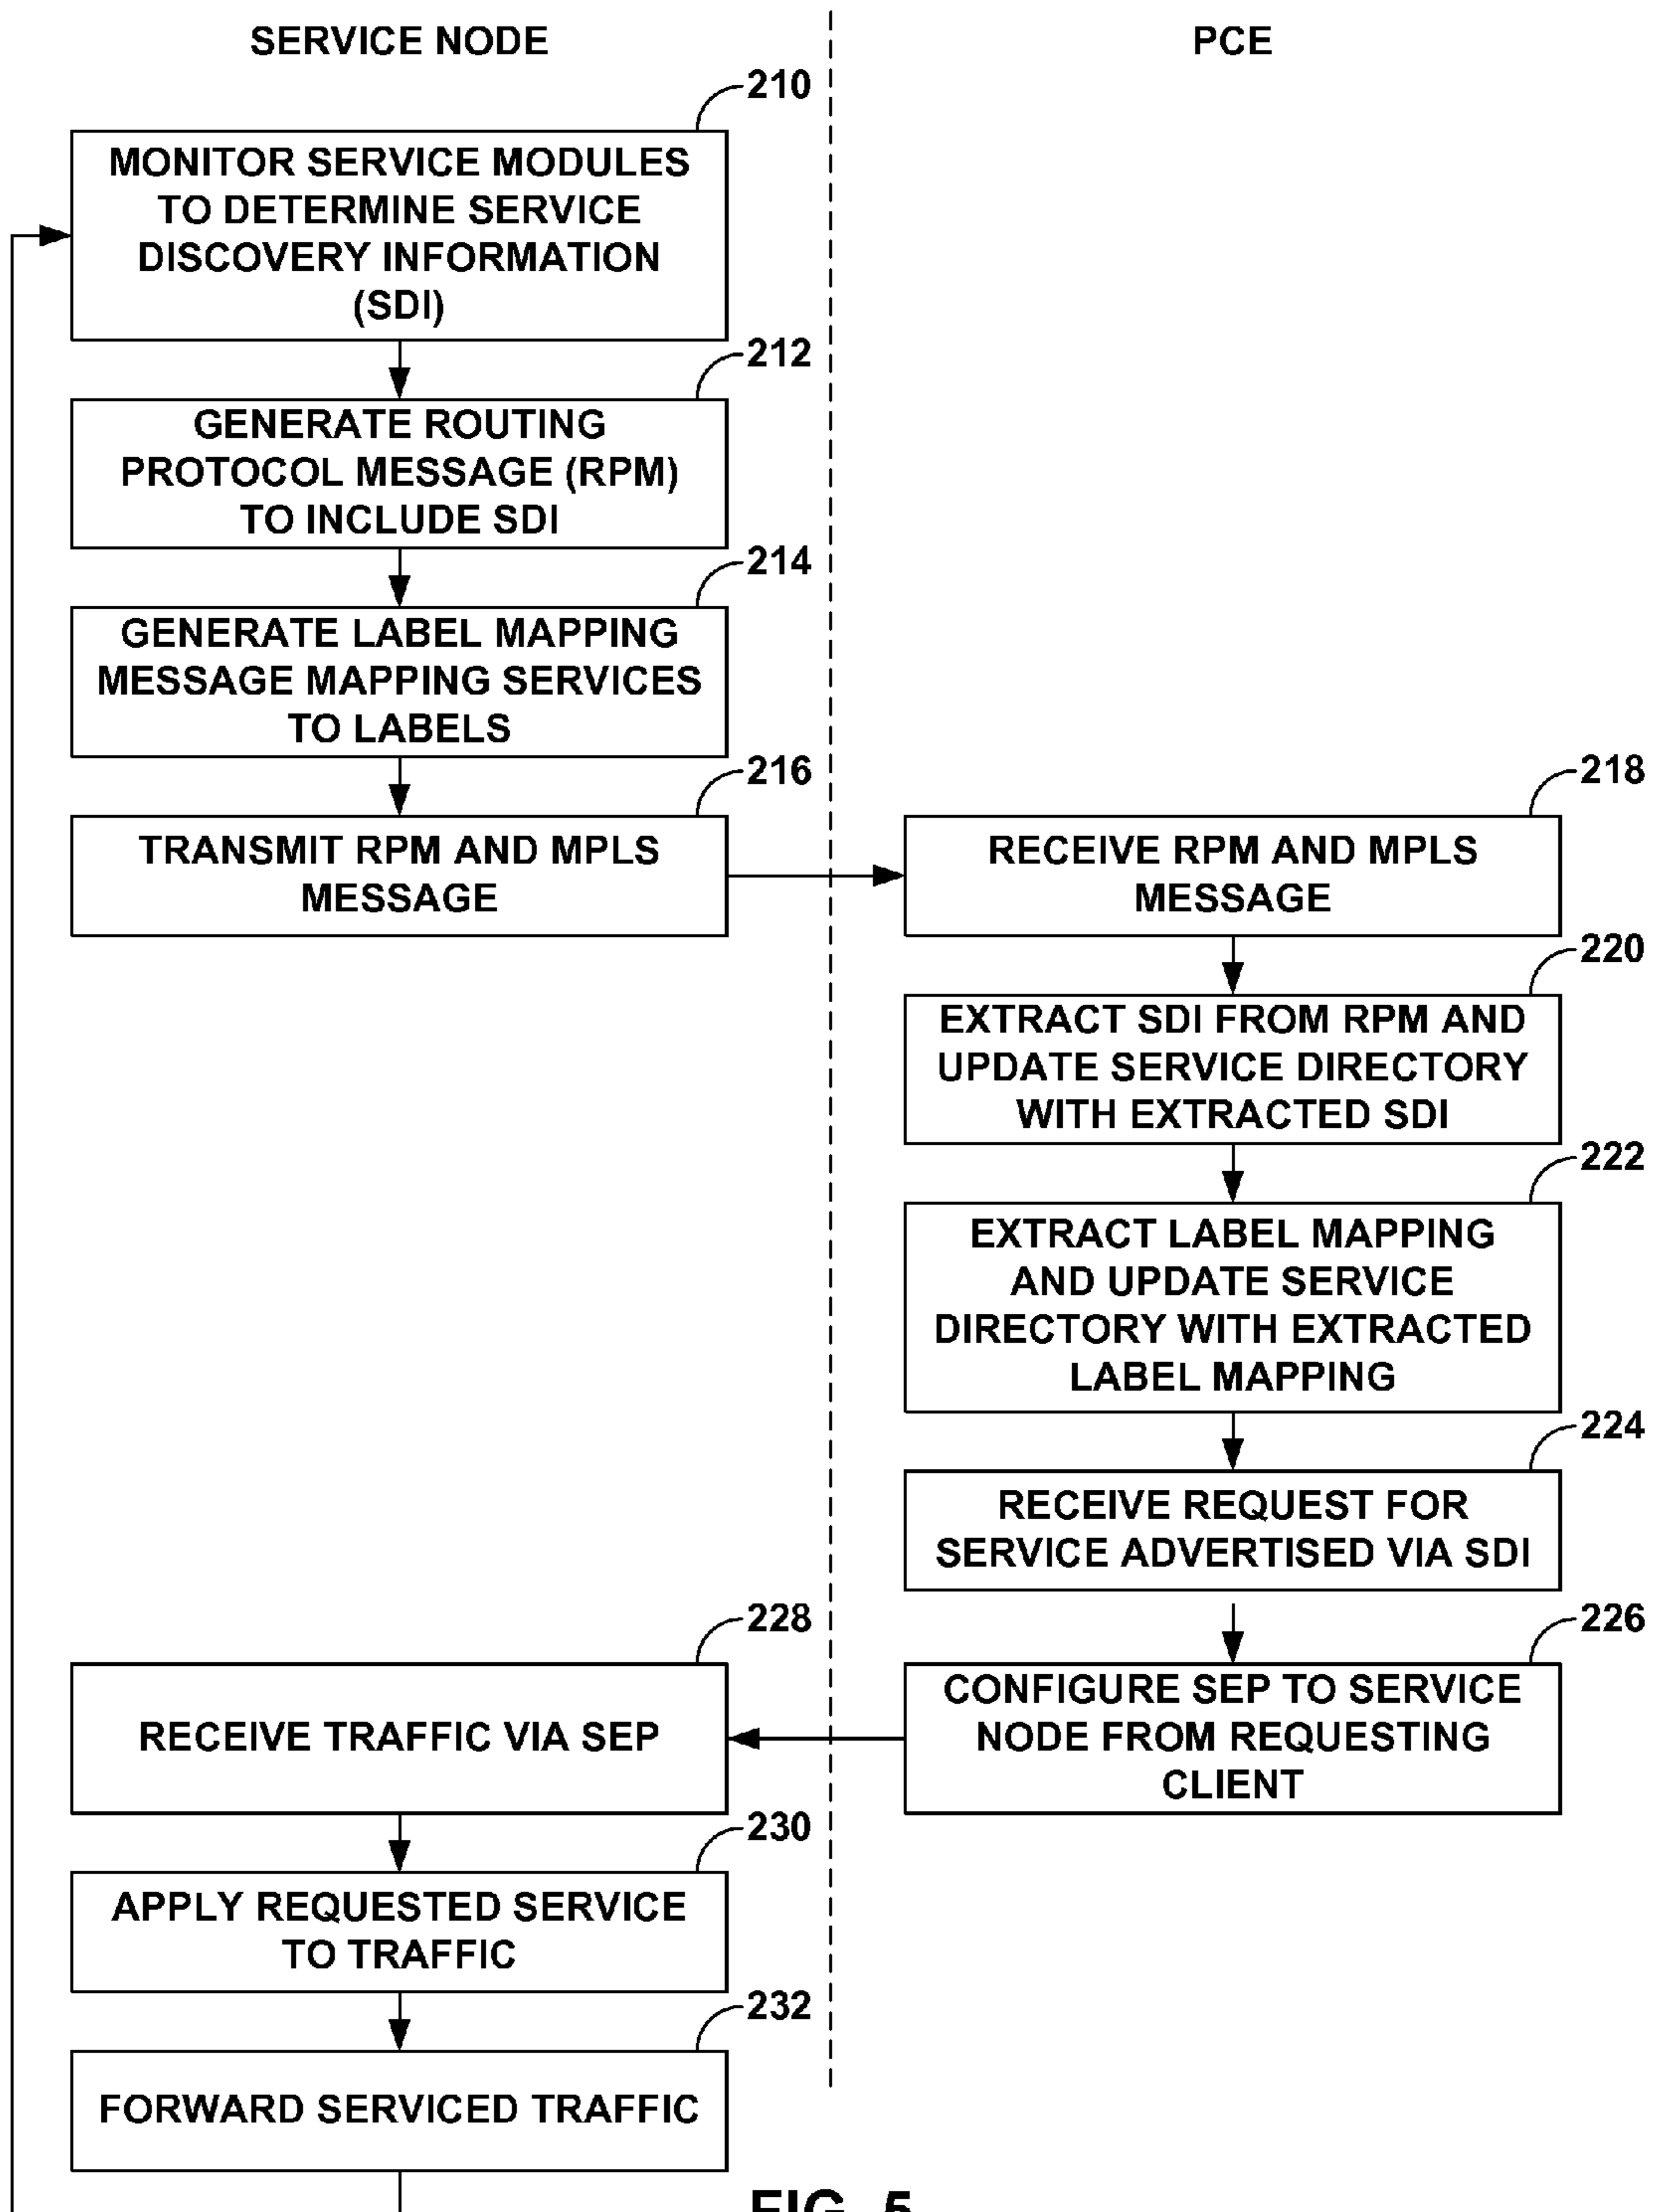 SERVICE NODE
PCE
210
MONITOR SERVICE MODULES
TO DETERMINE SERVICE
DISCOVERY INFORMATION
(SDI)
212
GENERATE ROUTING
PROTOCOL MESSAGE (RPM)
TO INCLUDE SDI
214
GENERATE LABEL MAPPING
MESSAGE MAPPING SERVICES
TO LABELS
216
TRANSMIT RPM AND MPLS
MESSAGE
218
RECEIVE RPM AND MPLS
MESSAGE
220
EXTRACT SDI FROM RPM AND
UPDATE SERVICE DIRECTORY
WITH EXTRACTED SDI
222
EXTRACT LABEL MAPPING
AND UPDATE SERVICE
DIRECTORY WITH EXTRACTED
LABEL MAPPING
224
RECEIVE REQUEST FOR
SERVICE ADVERTISED VIA SDI
226
CONFIGURE SEP TO SERVICE
NODE FROM REQUESTING
CLIENT
228
RECEIVE TRAFFIC VIA SEP
230
APPLY REQUESTED SERVICE
TO TRAFFIC
232
FORWARD SERVICED TRAFFIC
FIG. 5